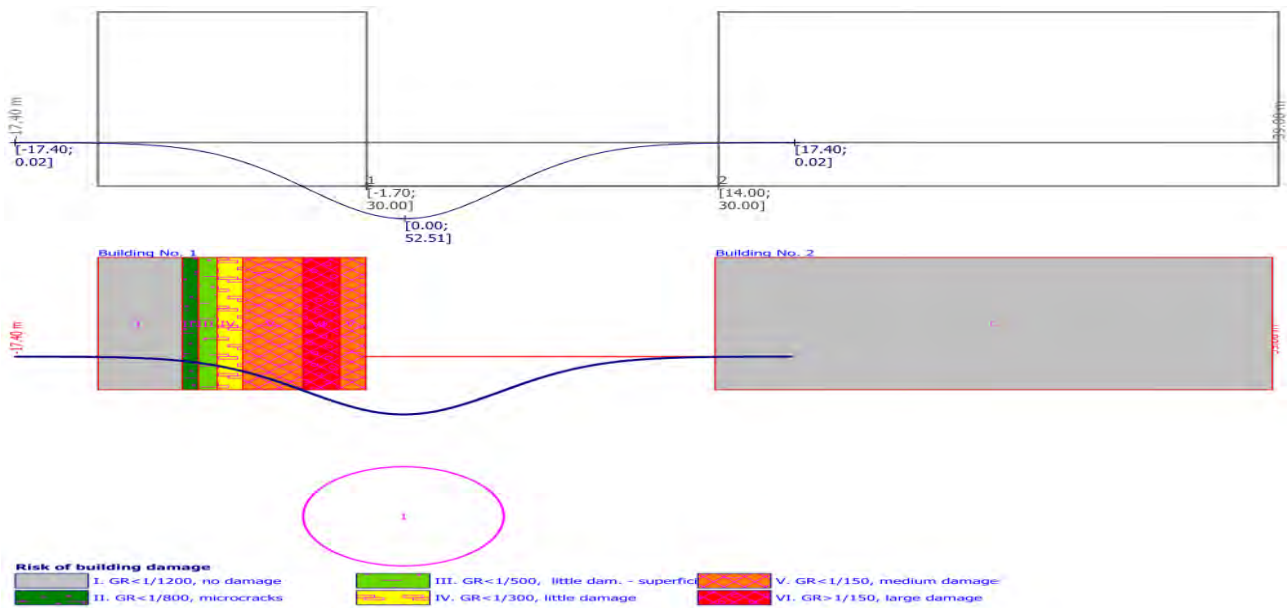 -17.40 m
39.00 m
[-17.40;
0.02]
[17.40;
0.02]
1
[-1.70;
30.00]
2
[14.00;
30.00]
[0.00;
52.51]
Building No. 1
Building No. 2
-17.40 m
39.00 m
1
Risk of building damage
I. GR<1/1200, no damage
III. GR<1/500, little dam. - superfici
V. GR<1/150, medium damage
II. GR<1/800, microcracks
IV. GR<1/300, little damage
VI. GR>1/150, large damage